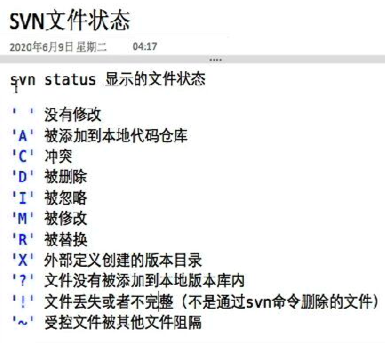 SVN文件状态
2020年6月9日 星期二 04:17
svn status 显示的文件状态
' ' 没有修改
'A' 被添加到本地代码仓库
'C' 冲突
'D' 被删除
'I' 被忽略
'M' 被修改
'R' 被替换
'X' 外部定义创建的版本目录
'?' 文件没有被添加到本地版本库内
'!' 文件丢失或者不完整（不是通过svn命令删除的文件）
'~' 受控文件被其他文件阻隔